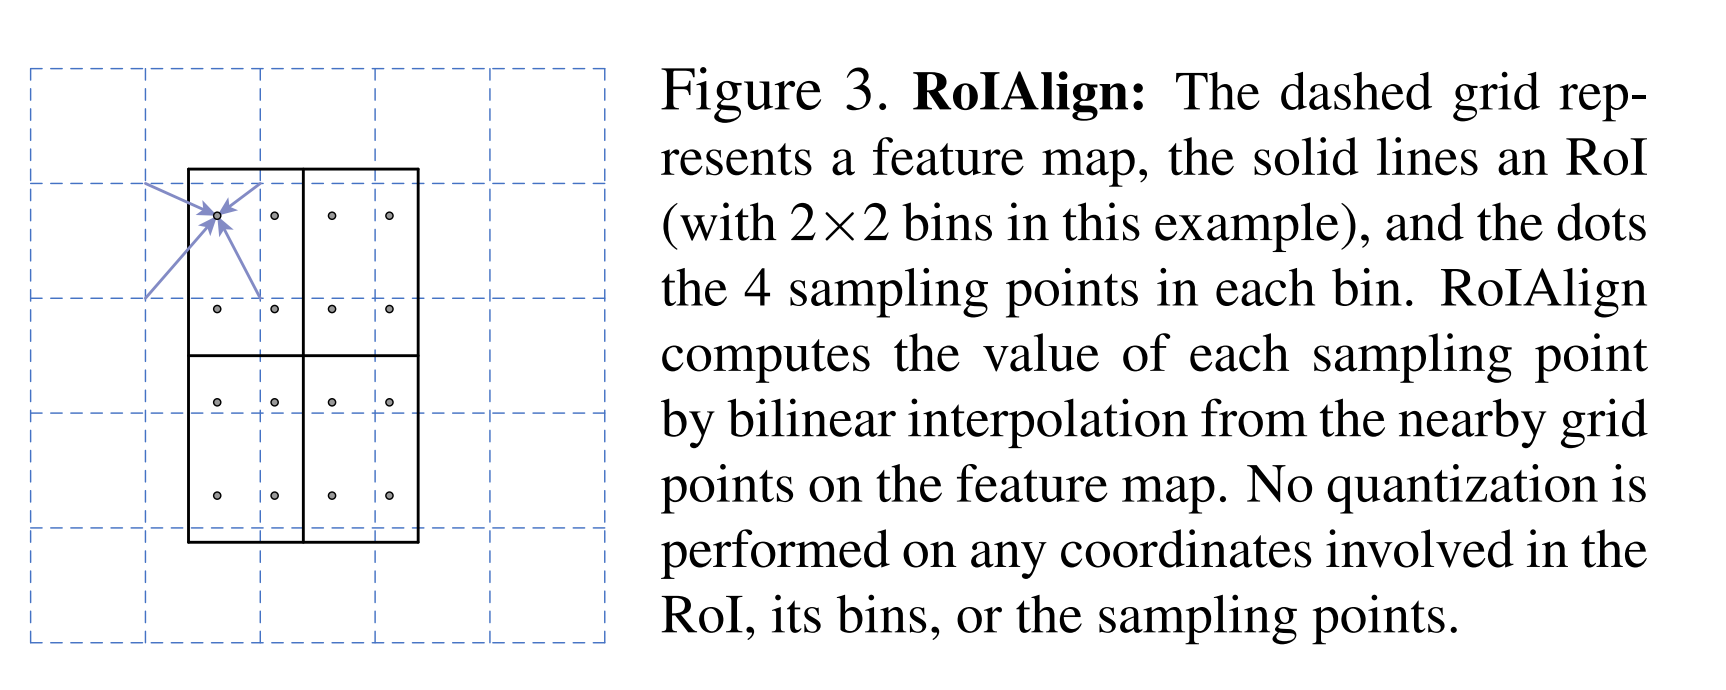 Figure 3. RoIAlign: The dashed grid rep-
resents a feature map, the solid lines an RoI
(with 2×2 bins in this example), and the dots
the 4 sampling points in each bin. RoIAlign
computes the value of each sampling point
by bilinear interpolation from the nearby grid
points on the feature map. No quantization is
performed on any coordinates involved in the
RoI, its bins, or the sampling points.